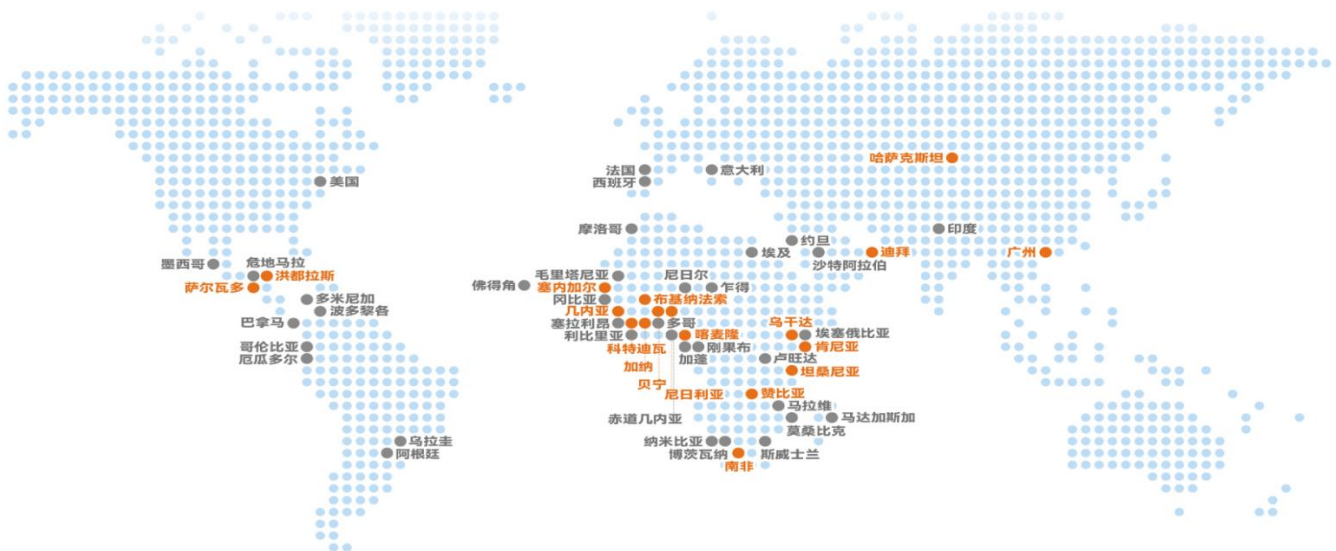 哈萨克斯坦
法国
意大利
美国
西班牙
摩洛哥
印度
约旦
埃及
迪拜
广州
墨西哥
危地马拉
沙特阿拉伯
洪都拉斯
毛里塔尼亚
尼日尔
萨尔瓦多
佛得角
塞内加尔
乍得
多米尼加
冈比亚
布基纳法索
波多黎各
几内亚
巴拿马
塞拉利昂
多哥
乌干达
利比里亚
喀麦隆
埃塞俄比亚
哥伦比亚
科特迪瓦
刚果布
肯尼亚
厄瓜多尔
加蓬
卢旺达
加纳
坦桑尼亚
贝宁
尼日利亚
赞比亚
马拉维
赤道几内亚
马达加斯加
莫桑比克
乌拉圭
纳米比亚
阿根廷
博茨瓦纳
斯威士兰
南非